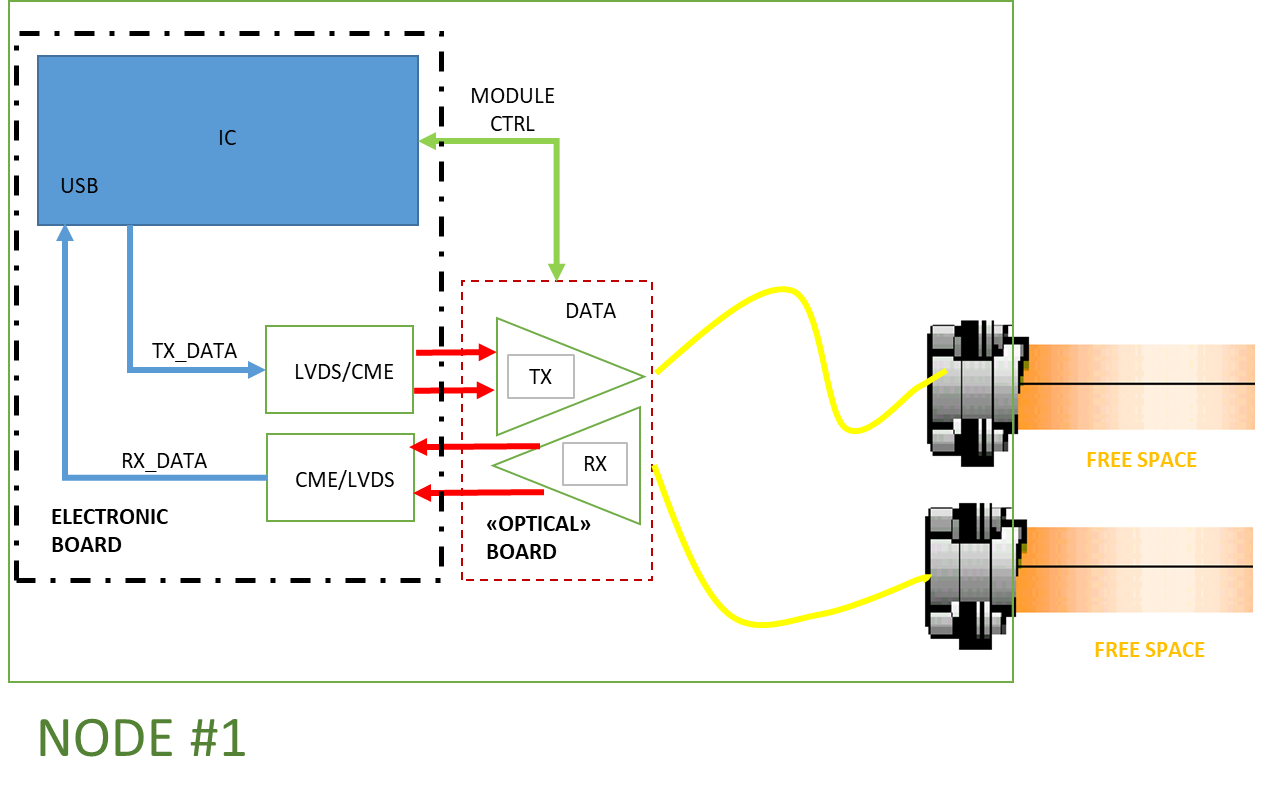 MODULE
CTRL
IC
USB
DATA
TX_DATA
LVDS/CME
TX
RX_DATA
CME/LVDS
RX
ELECTRONIC
BOARD
«OPTICAL»
BOARD
FREE SPACE
FREE SPACE
NODE #1